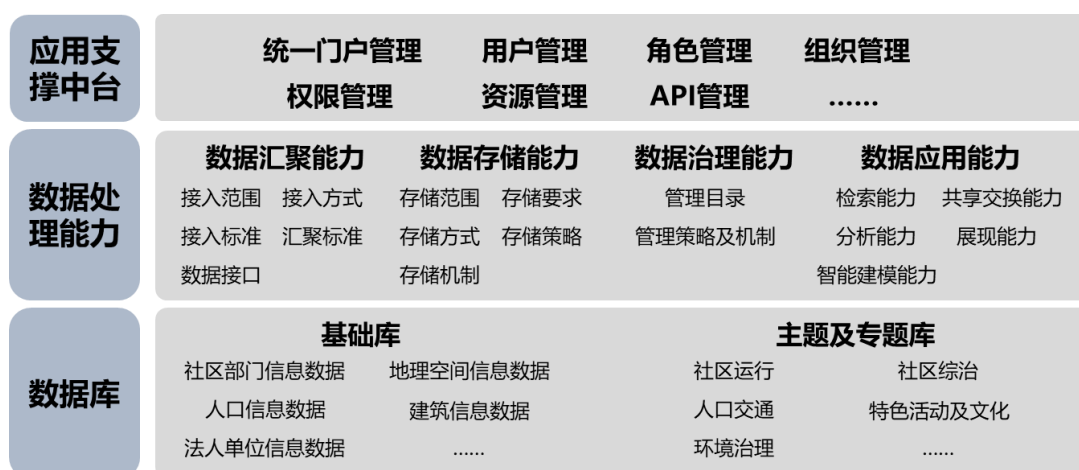 应用支
撑中台
统一门户管理 用户管理 角色管理 组织管理
权限管理 资源管理 API管理 ……
数据处
理能力
数据汇聚能力 数据存储能力 数据治理能力 数据应用能力
接入范围 接入方式 存储范围 存储要求 管理目录 检索能力 共享交换能力
接入标准 汇聚标准 存储方式 存储策略 管理策略及机制 分析能力 展现能力
数据接口 存储机制 智能建模能力
数据库
基础库 主题及专题库
社区部门信息数据 地理空间信息数据 社区运行 社区综治
人口信息数据 建筑信息数据 人口交通 特色活动及文化
法人单位信息数据 …… 环境治理 ……